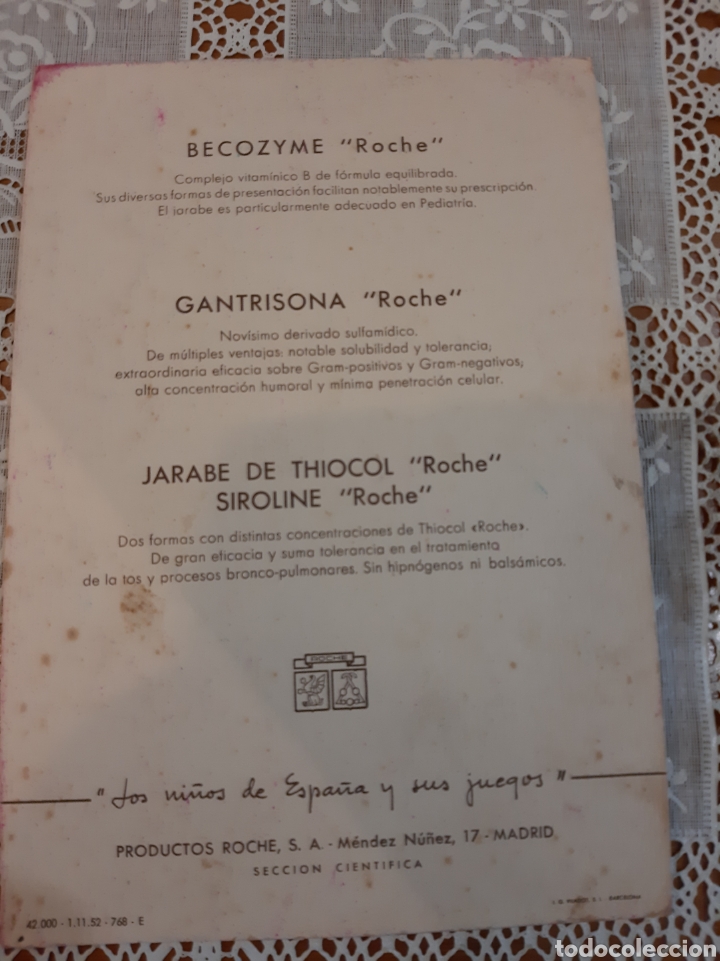 BECOZYME "Roche"
Complejo vitamínico B de fórmula equilibrada.
Sus diversas formas de presentación facilitan notablemente su prescripción.
El jarabe es particularmente adecuado en Pediatría.
GANTRISONA "Roche"
Novísimo derivado sulfamídico.
De múltiples ventajas: notable solubilidad y tolerancia,
extraordinaria eficacia sobre Gram-positivos y Gram-negativos,
alta concentración humoral y mínima penetración celular.
JARABE DE THIOCOL "Roche"
SIROLINE "Roche"
Dos formas con distintas concentraciones de Thiocol «Roche».
De gran eficacia y suma tolerancia en el tratamiento
de la tos y procesos bronco-pulmonares. Sin hipnógenos ni balsámicos.
ROCHE
"Los niños de España y sus juegos"
PRODUCTOS ROCHE, S. A. - Méndez Núñez, 17 - MADRID
SECCION CIENTIFICA
BARCELONA
42.000 - 1.11.52 - 768 - E
todocoleccion